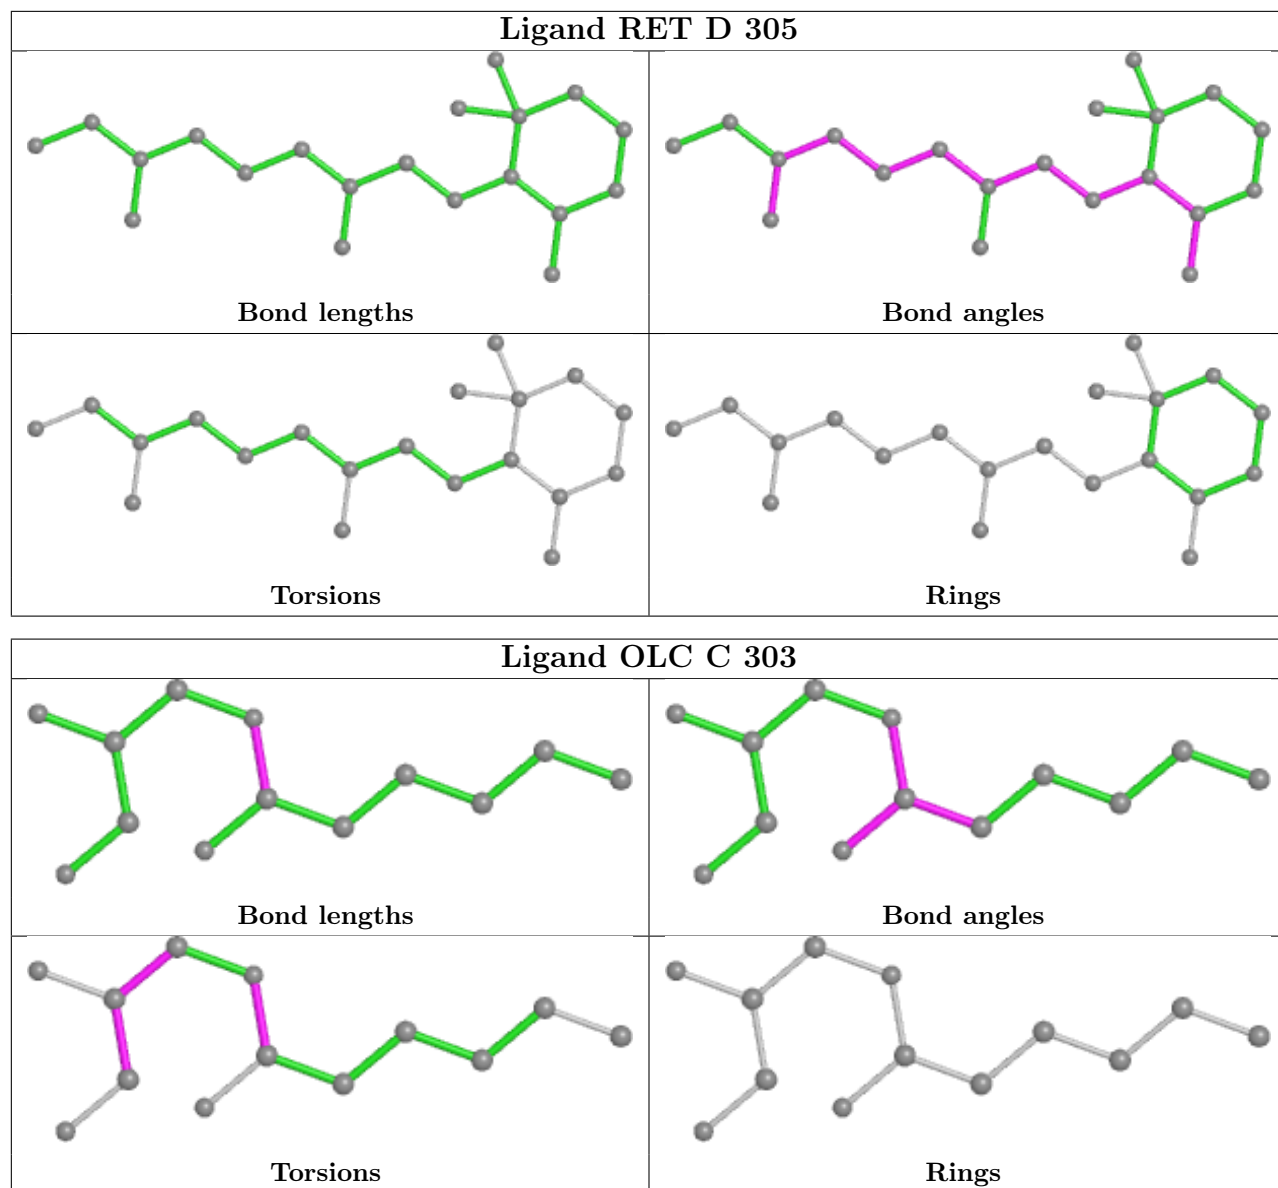 Ligand RET D 305
Bond lengths
Bond angles
Torsions
Rings
Ligand OLC C 303
Bond lengths
Bond angles
Torsions
Rings